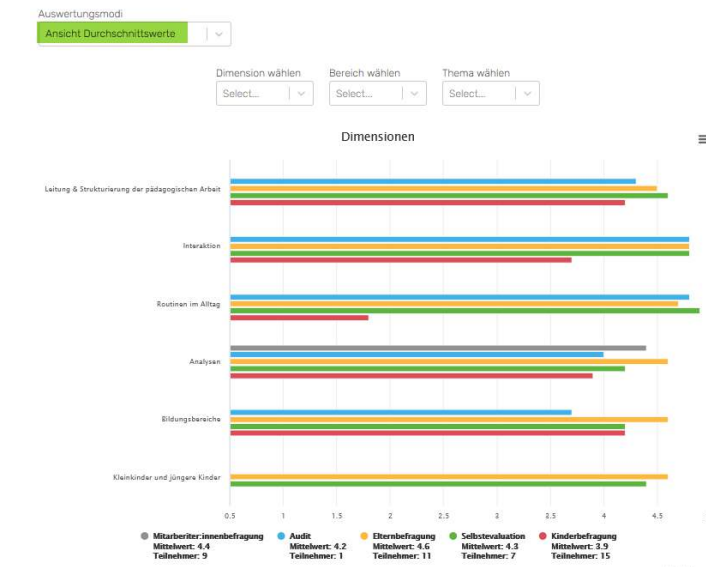 Auswertungsmodi
Ansicht Durchschnittswerte
Dimension wählen Bereich wählen Thema wählen
Select... Select... Select...
Dimensionen
Leitung & Strukturierung der pädagogischen Arbeit
Interaktion
Routinen im Alltag
Analysen
Bildungsbereiche
Kleinkinder und jüngere Kinder
0.5 1 1.5 2 2.5 3 3.5 4 4.5
Mitarbeiter:innenbefragung Audit Elternbefragung Selbstevaluation Kinderbefragung
Mittelwert: 4.4 Mittelwert: 4.2 Mittelwert: 4.6 Mittelwert: 4.3 Mittelwert: 3.9
Teilnehmer: 9 Teilnehmer: 1 Teilnehmer: 11 Teilnehmer: 7 Teilnehmer: 15